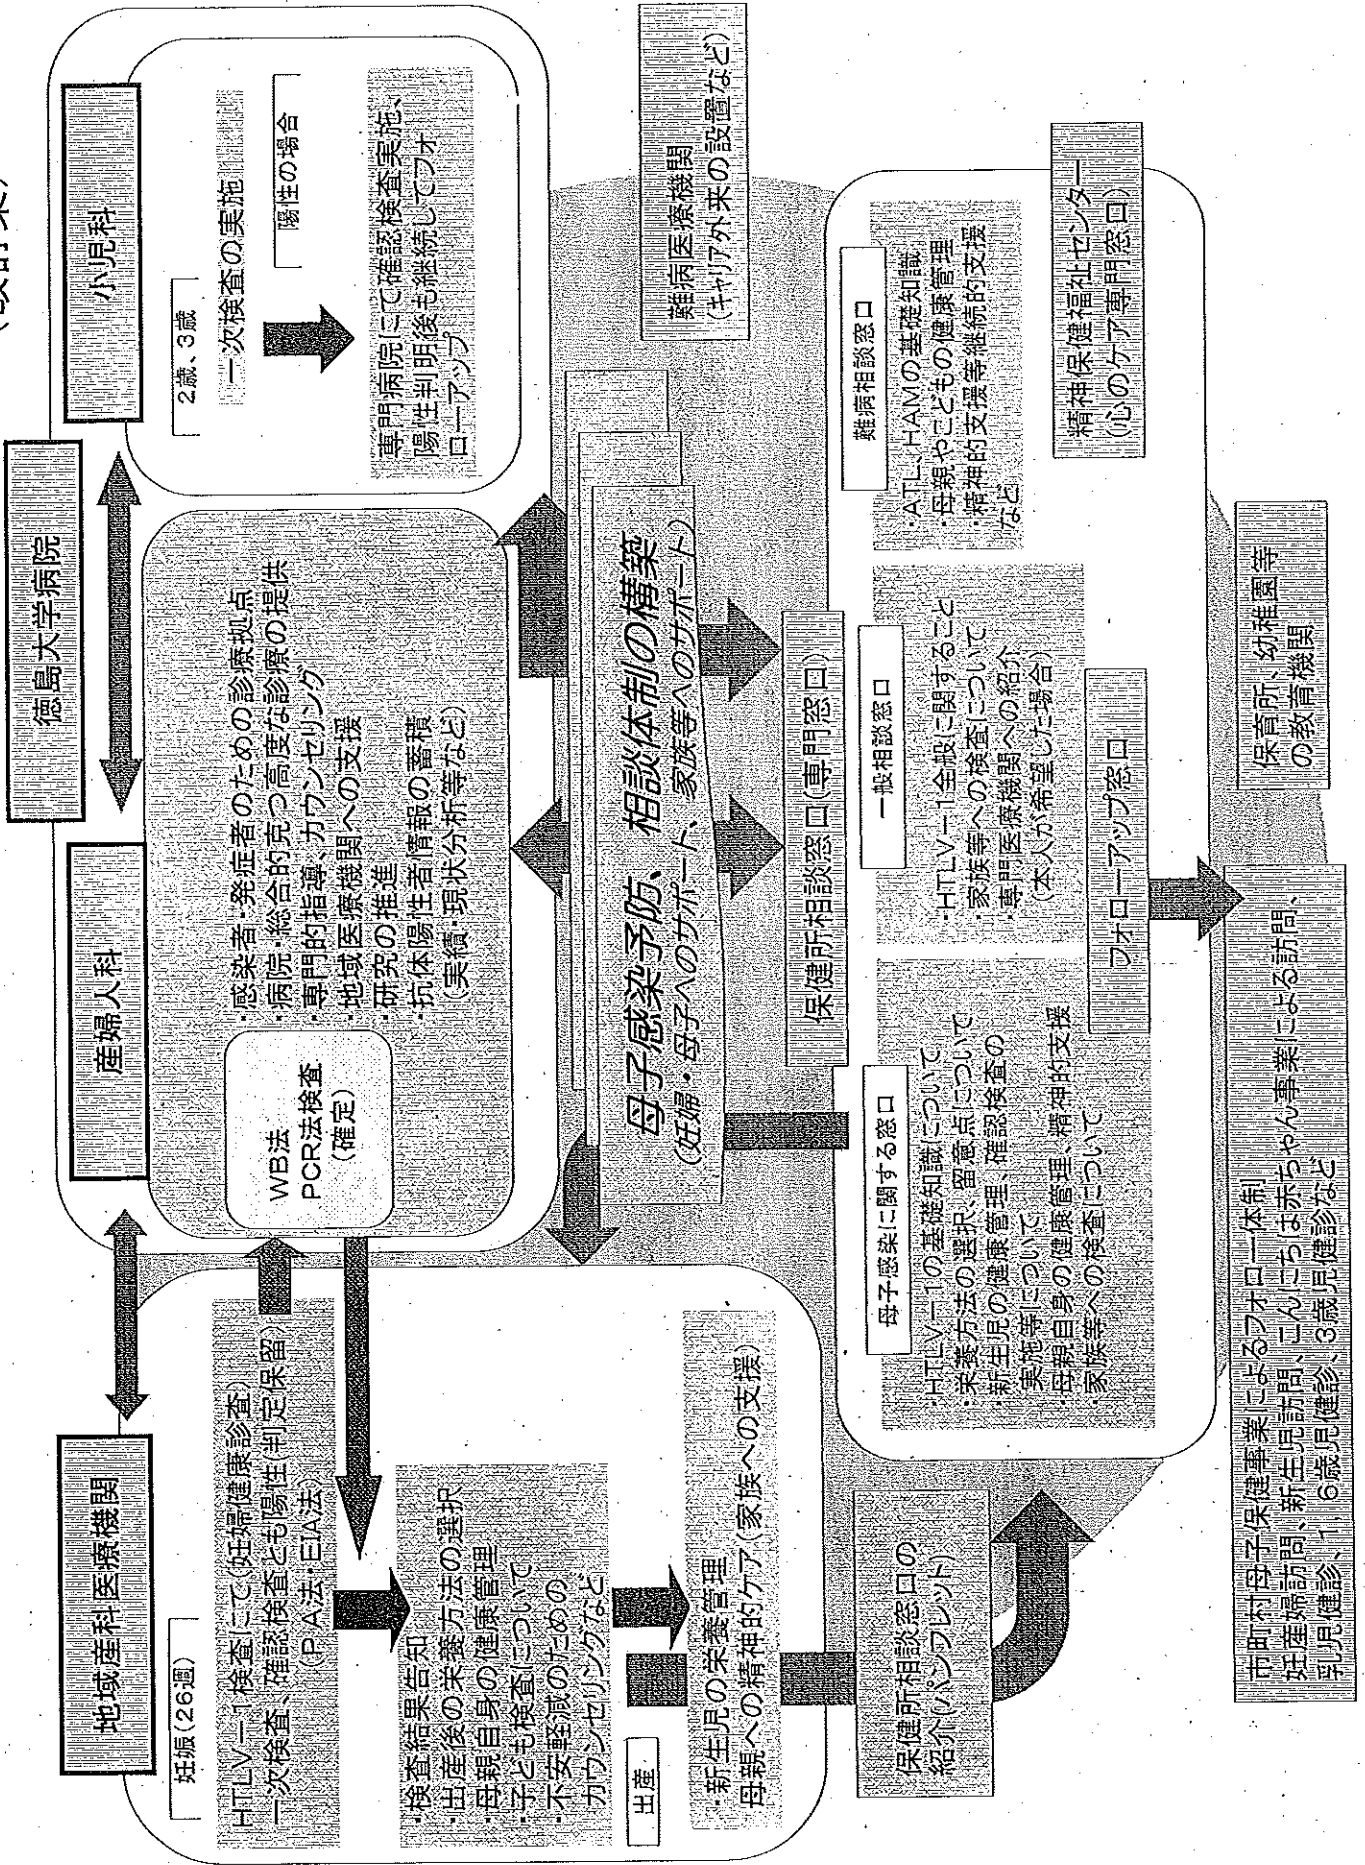 地域産科医療機関
妊娠(26週)
HTLV－1検査にて(妊婦健康診査)
一次検査、確認検査とも陽性(判定保留)
(PA法・EIA法)
・検査結果告知
・出産後の栄養方法の選択
・母親自身の健康管理
・子ども検査について
・不安軽減のための
カウンセリングなど
出産
・新生児の栄養管理
母親への精神的ケア(家族への支援)
保健所相談窓口の
紹介(パンフレット)
徳島大学病院
産婦人科
WB法
PCR法検査
(確定)
・感染者・発症者のための診療拠点
・病院・総合的克つ高度な診療の提供
・専門的指導、カウンセリング
・地域医療機関への支援
・研究の推進
・抗体陽性者情報の蓄積
(実績・現状分析等など)
小児科
2歳、3歳
一次検査の実施
陽性の場合
専門病院にて確認検査実施、
陽性判明後も継続してフォ
ローアップ
母子感染予防、相談体制の構築
(妊婦・母子へのサポート、家族等へのサポート)
難病医療機関
(キャリア外来の設置など)
保健所相談窓口(専門窓口)
母子感染に関する窓口
・HTLV－1の基礎知識について
・栄養方法の選択、留意点について
・新生児の健康管理、確認検査の
実施等について
・母親自身の健康管理、精神的支援
・家族等への検査について
一般相談窓口
・HTLV－1全般に関すること
・家族等への検査について
・専門医療機関への紹介
(本人が希望した場合)
難病相談窓口
・ATL、HAMの基礎知識
・母親やこどもの健康管理
・精神的支援等継続的支援
など
フォローアップ窓口
精神保健福祉センター
(心のケア専門窓口)
市町村母子保健事業によるフォロー体制
妊産婦訪問、新生児訪問、こんにちは赤ちゃん事業による訪問、
乳児健診、1，6歳児健診、3歳児健診など
保育所、幼稚園等
の教育機関